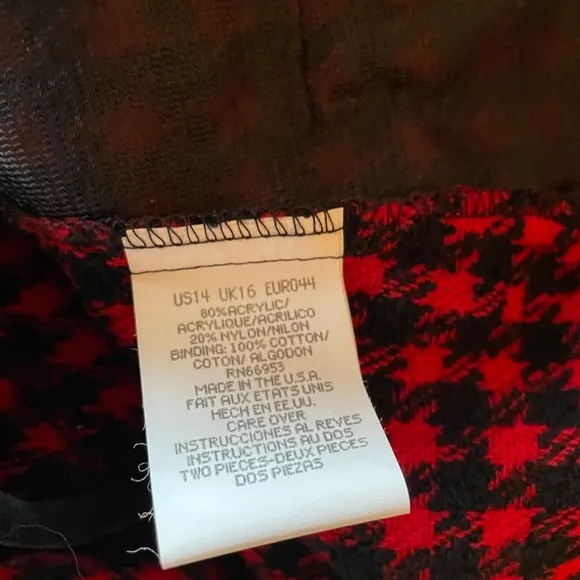 US14 UK16 EURO44
80%ACRYLIC/
ACRYLIQUE/ACRILICO
20% NYLON/NILON
BINDING: 100% COTTON/
COTON/ ALGODON
RN66953
MADE IN THE U.S.A.
FAIT AUX ETATS UNIS
HECH EN EE.UU.
CARE OVER
INSTRUCCIONES AL REVES
INSTRUCTIONS AU DOS
TWO PIECES-DEUX PIECES
DOS PIEZAS